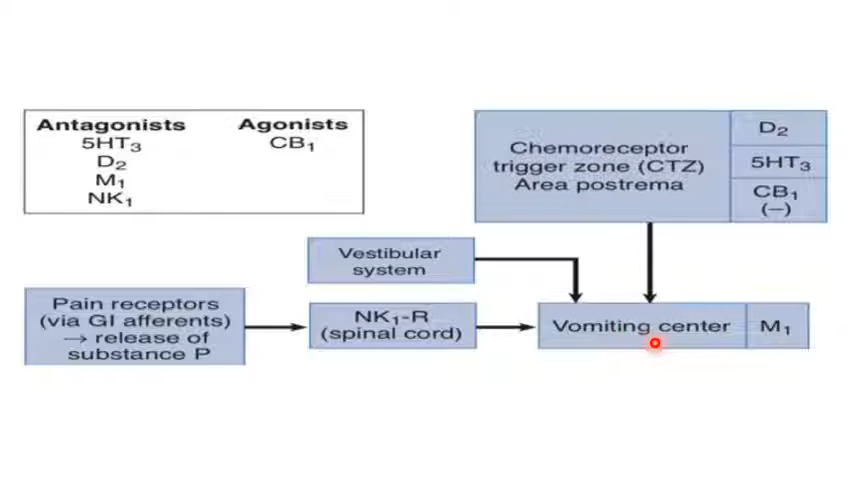 Antagonists Agonists
5HT₃ CB₁
D₂
M₁
NK₁
Chemoreceptor
trigger zone (CTZ)
Area postrema
D₂
5HT₃
CB₁
(–)
Vestibular
system
Pain receptors
(via GI afferents)
→ release of
substance P
NK₁-R
(spinal cord)
Vomiting center
M₁